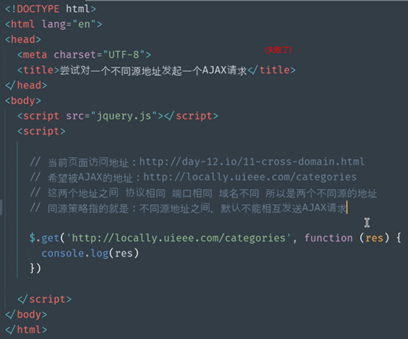 <!DOCTYPE html>
<html lang="en">
<head>
<meta charset="UTF-8">
<title>尝试对一个不同源地址发起一个AJAX请求</title>
</head>
<body>
<script src="jquery.js"></script>
<script>
// 当前页面访问地址：http://day-12.io/11-cross-domain.html
// 希望被AJAX的地址：http://locally.uieee.com/categories
// 这两个地址之间 协议相同 端口相同 域名不同 所以是两个不同源的地址
// 同源策略指的就是：不同源地址之间，默认不能相互发送AJAX请求
$.get('http://locally.uieee.com/categories', function (res) {
console.log(res)
})
</script>
</body>
</html>